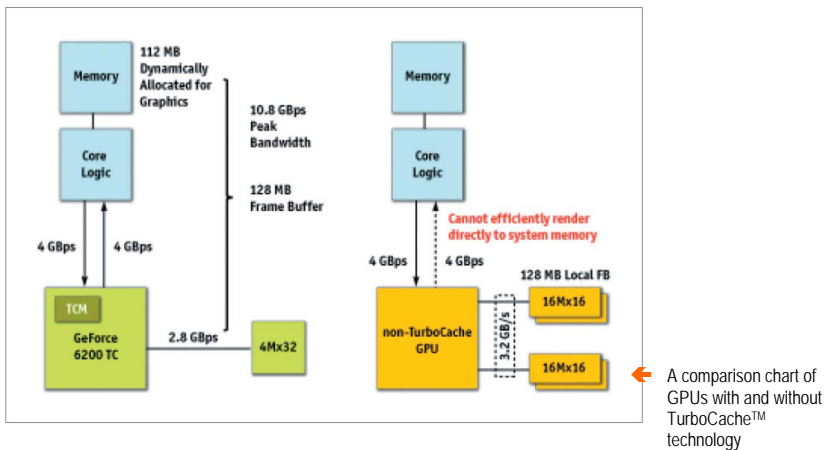 112 MB
Dynamically
Allocated for
Graphics
Memory
10.8 GBps
Peak
Bandwidth
Core
Logic
128 MB
Frame Buffer
4 GBps
4 GBps
TCM
GeForce
6200 TC
2.8 GBps
4Mx32
Memory
Core
Logic
Cannot efficiently render
directly to system memory
4 GBps
4 GBps
128 MB Local FB
non-TurboCache
GPU
3.2 GB/s
16Mx16
16Mx16
A comparison chart of
GPUs with and without
TurboCache™
technology